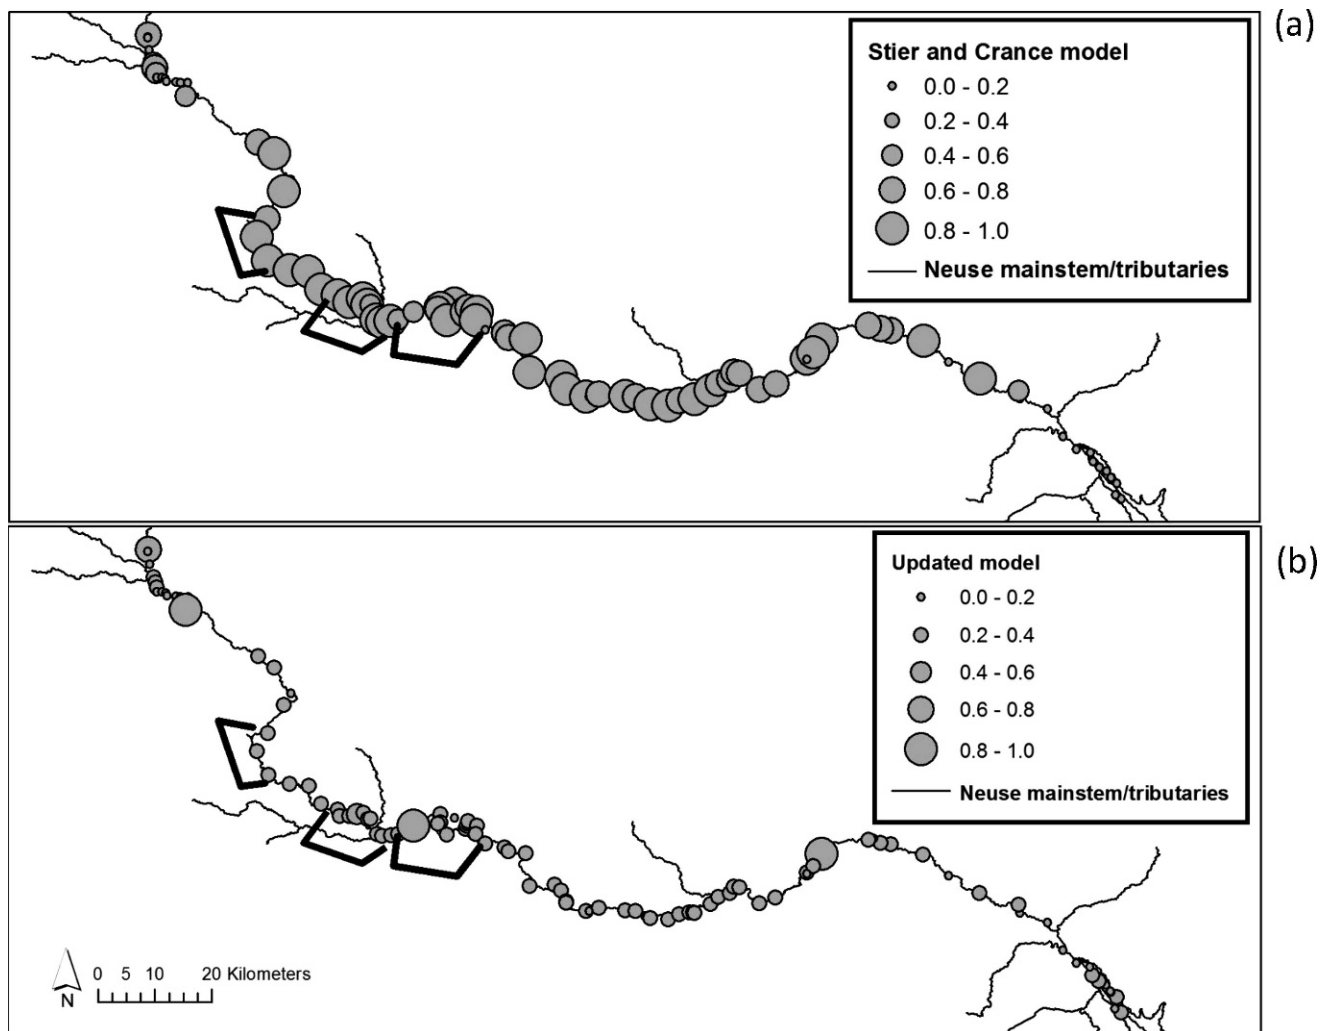 (a)
Stier and Crance model
0.0 - 0.2
0.2 - 0.4
0.4 - 0.6
0.6 - 0.8
0.8 - 1.0
Neuse mainstem/tributaries
(b)
Updated model
0.0 - 0.2
0.2 - 0.4
0.4 - 0.6
0.6 - 0.8
0.8 - 1.0
Neuse mainstem/tributaries
0 5 10 20 Kilometers
N